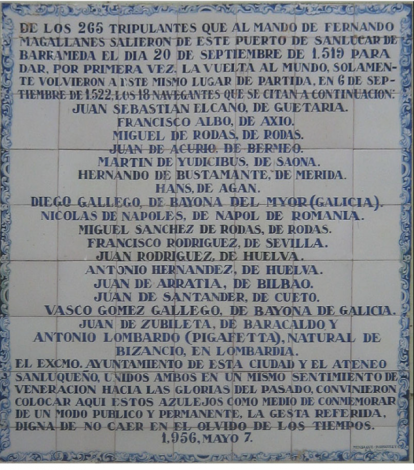 DE LOS 265 TRIPULANTES QUE AL MANDO DE FERNANDO
MAGALLANES SALIERON DE ESTE PUERTO DE SANLUCAR DE
BARRAMEDA EL DIA 20 DE SEPTIEMBRE DE 1.519 PARA
DAR, POR PRIMERA VEZ, LA VUELTA AL MUNDO, SOLAMEN-
TE VOLVIERON A ESTE MISMO LUGAR DE PARTIDA, EN 6 DE SEP-
TIEMBRE DE 1.522, LOS 18 NAVEGANTES QUE SE CITAN A CONTINUACION:
JUAN SEBASTIAN ELCANO, DE GUETARIA.
FRANCISCO ALBO, DE AXIO.
MIGUEL DE RODAS, DE RODAS.
JUAN DE ACURIO, DE BERMEO.
MARTIN DE YUDICIBUS, DE SAONA.
HERNANDO DE BUSTAMANTE, DE MERIDA.
HANS, DE AGAN.
DIEGO GALLEGO, DE BAYONA DEL MYOR (GALICIA).
NICOLAS DE NAPOLES, DE NAPOL DE ROMANIA.
MIGUEL SANCHEZ DE RODAS, DE RODAS.
FRANCISCO RODRIGUEZ, DE SEVILLA.
JUAN RODRIGUEZ, DE HUELVA.
ANTONIO HERNANDEZ, DE HUELVA.
JUAN DE ARRATIA, DE BILBAO.
JUAN DE SANTANDER, DE CUETO.
VASCO GOMEZ GALLEGO, DE BAYONA DE GALICIA.
JUAN DE ZUBILETA, DE BARACALDO Y
ANTONIO LOMBARDO (PIGAFETTA), NATURAL DE
BIZANCIO, EN LOMBARDIA.
EL EXCMO. AYUNTAMIENTO DE ESTA CIUDAD Y EL ATENEO
SANLUQUEÑO, UNIDOS AMBOS EN UN MISMO SENTIMIENTO DE
VENERACION HACIA LAS GLORIAS DEL PASADO, CONVINIERON
COLOCAR AQUI ESTOS AZULEJOS COMO MEDIO DE CONMEMORAR
DE UN MODO PUBLICO Y PERMANENTE, LA GESTA REFERIDA,
DIGNA DE NO CAER EN EL OLVIDO DE LOS TIEMPOS.
1.956, MAYO 7.